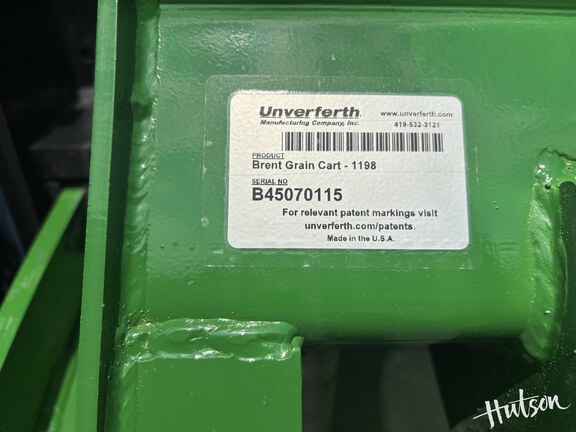 Unverferth www.unverferth.com
Manufacturing Company, Inc. 419-532-3121
PRODUCT
Brent Grain Cart - 1198
SERIAL NO
B45070115
For relevant patent markings visit
unverferth.com/patents.
Made in the U.S.A.
Hutson